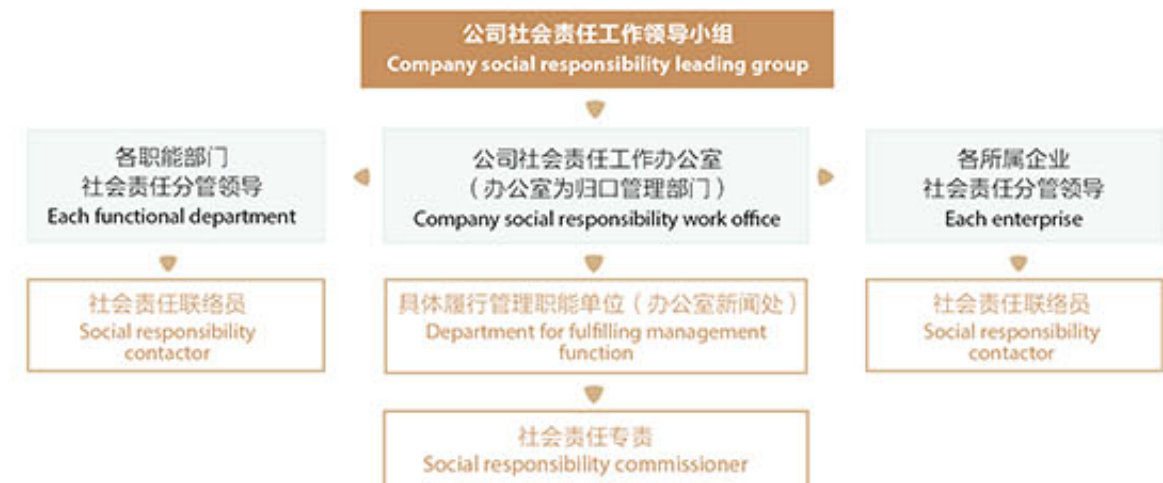 公司社会责任工作领导小组
Company social responsibility leading group
各职能部门
社会责任分管领导
Each functional department
公司社会责任工作办公室
（办公室为归口管理部门）
Company social responsibility work office
各所属企业
社会责任分管领导
Each enterprise
社会责任联络员
Social responsibility
contactor
具体履行管理职能单位（办公室新闻处）
Department for fulfilling management
function
社会责任联络员
Social responsibility
contactor
社会责任专责
Social responsibility commissioner